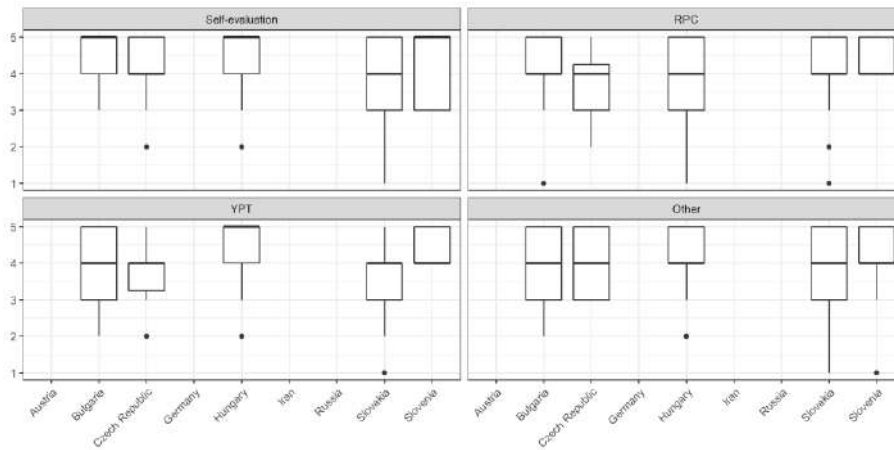 Self-evaluation
RPC
5
4
3
2
1
YPT
Other
5
4
3
2
1
Austria
Bulgaria
Czech Republic
Germany
Hungary
Iran
Russia
Slovakia
Slovenia
Austria
Bulgaria
Czech Republic
Germany
Hungary
Iran
Russia
Slovakia
Slovenia